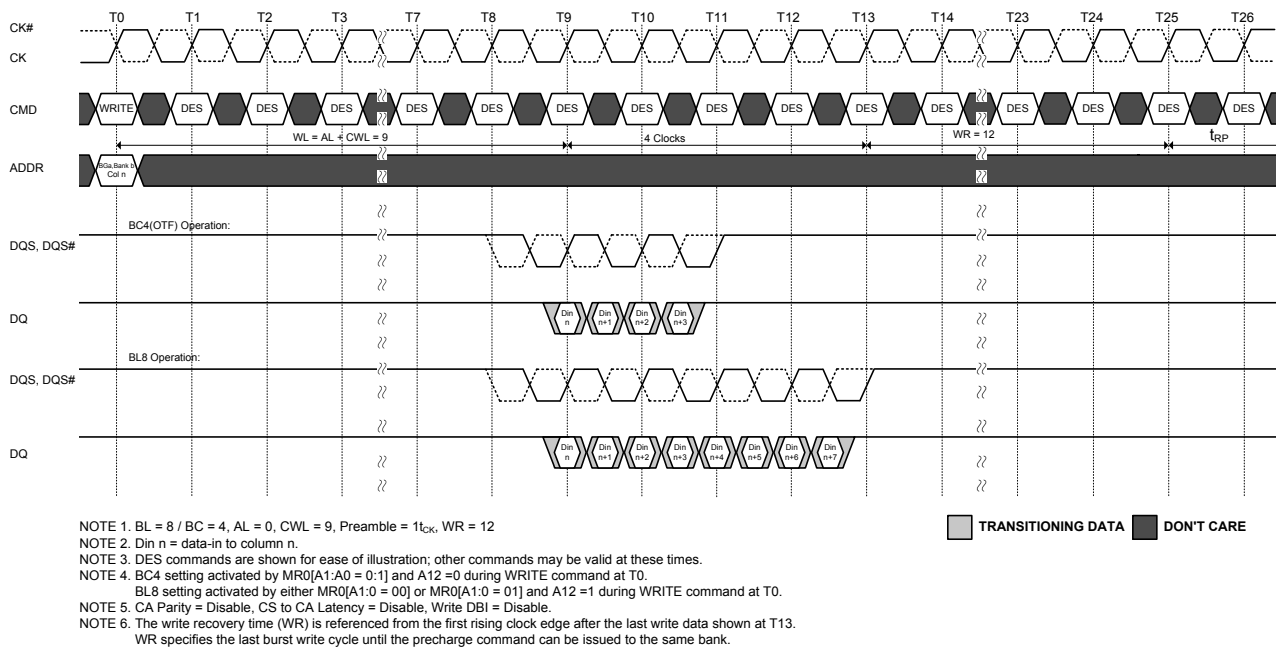 T0 T1 T2 T3 T7 T8 T9 T10 T11 T12 T13 T14 T23 T24 T25 T26
CK#
CK
CMD WRITE DES DES DES DES DES DES DES DES DES DES DES DES DES DES DES
WL = AL + CWL = 9 4 Clocks WR = 12 tRP
ADDR BGa,Bank b
Col n
BC4(OTF) Operation:
DQS, DQS#
DQ Din n Din n+1 Din n+2 Din n+3
BL8 Operation:
DQS, DQS#
DQ Din n Din n+1 Din n+2 Din n+3 Din n+4 Din n+5 Din n+6 Din n+7
TRANSITIONING DATA DON'T CARE
NOTE 1. BL = 8 / BC = 4, AL = 0, CWL = 9, Preamble = 1tCK, WR = 12
NOTE 2. Din n = data-in to column n.
NOTE 3. DES commands are shown for ease of illustration; other commands may be valid at these times.
NOTE 4. BC4 setting activated by MR0[A1:A0 = 0:1] and A12 =0 during WRITE command at T0.
BL8 setting activated by either MR0[A1:0 = 00] or MR0[A1:0 = 01] and A12 =1 during WRITE command at T0.
NOTE 5. CA Parity = Disable, CS to CA Latency = Disable, Write DBI = Disable.
NOTE 6. The write recovery time (WR) is referenced from the first rising clock edge after the last write data shown at T13.
WR specifies the last burst write cycle until the precharge command can be issued to the same bank.